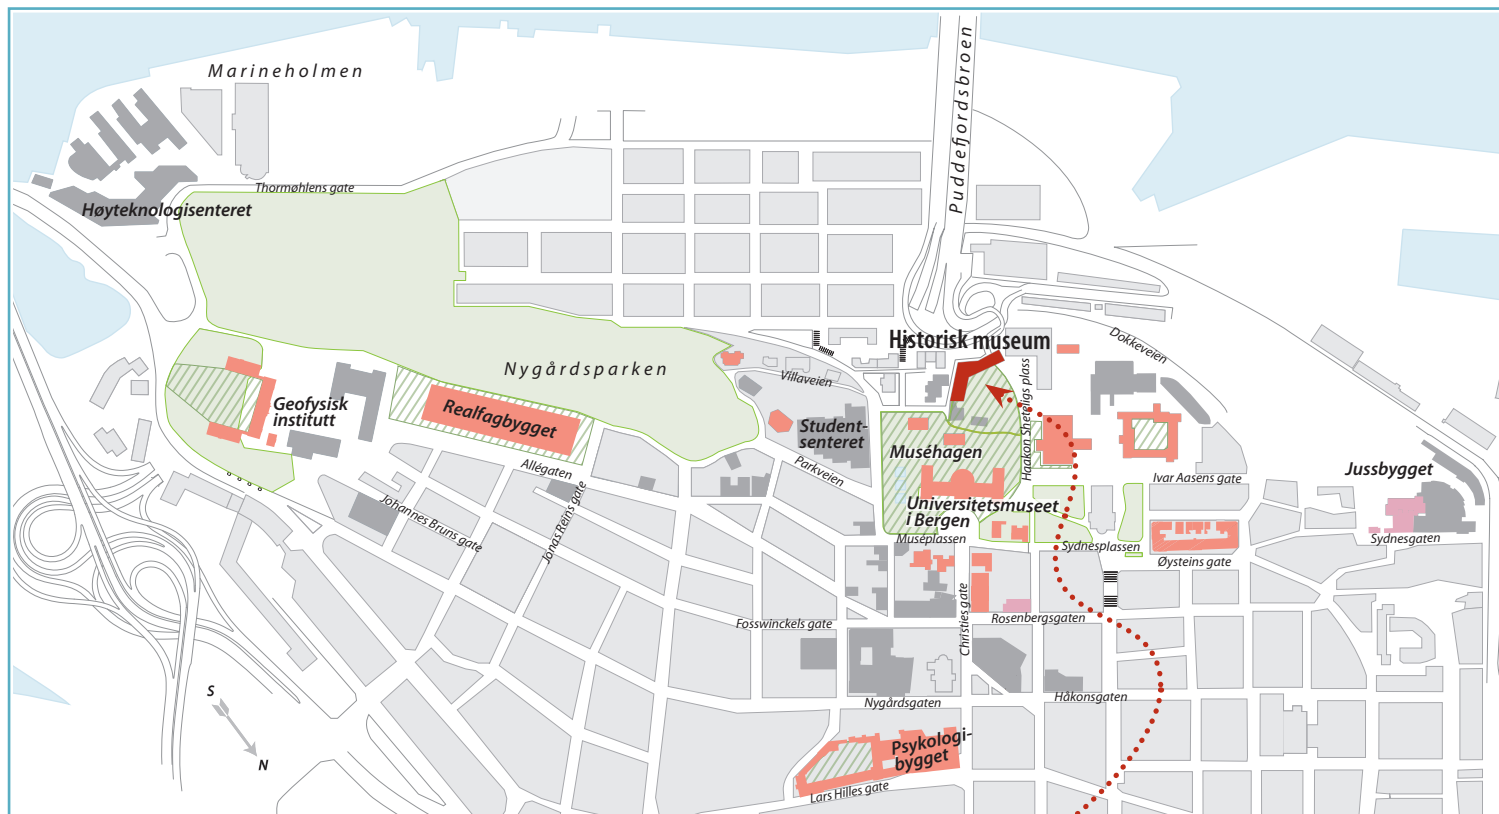 Marineholmen
Puddefjordsbroen
Thormøhlens gate
Høyteknologisenteret
Historisk museum
Dokkeveien
Nygårdsparken
Villaveien
Haakon Sheteligs plass
Geofysisk
institutt
Realfagbygget
Student-
senteret
Muséhagen
Allégaten
Parkveien
Jussbygget
Ivar Aasens gate
Johannes Bruns gate
Jonas Reins gate
Universitetsmuseet
i Bergen
Muséplassen
Sydnesplassen
Sydnesgaten
Øysteins gate
Christies gate
Rosenbergsgaten
Fosswinckels gate
S
N
Nygårdsgaten
Håkonsgaten
Psykologi-
bygget
Lars Hilles gate